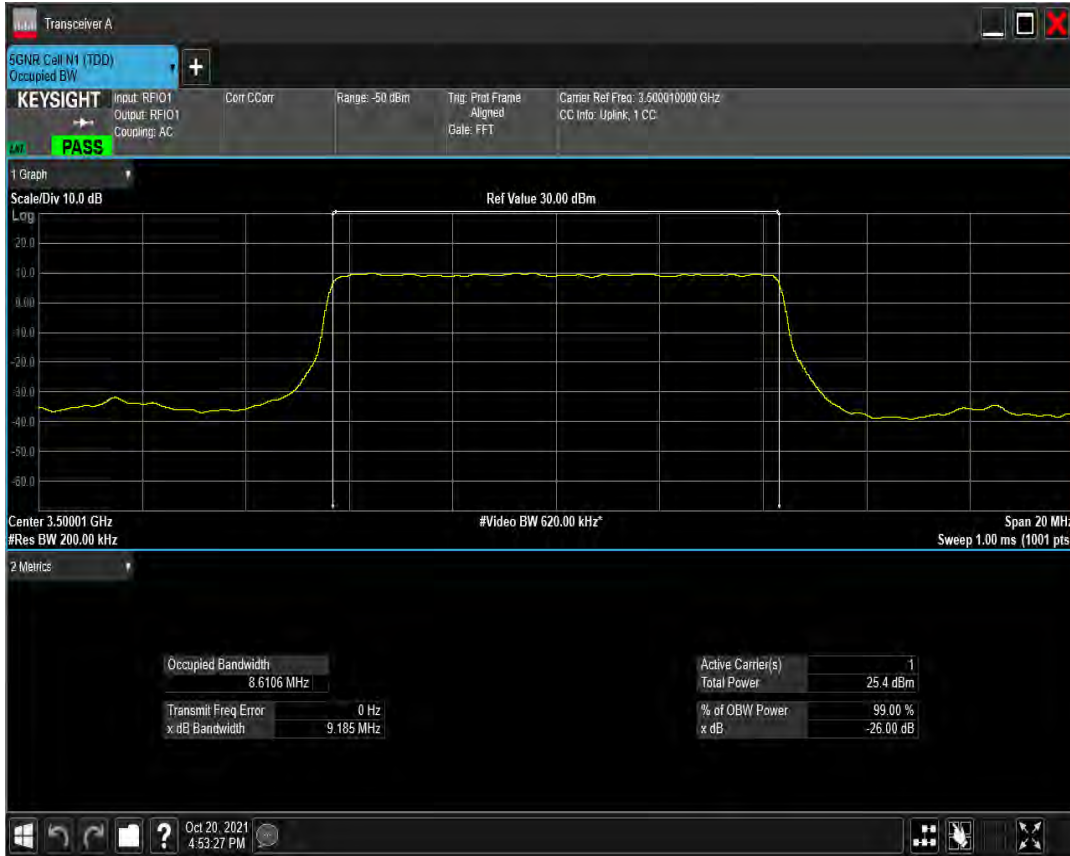 Transceiver A
5GNR Cell N1 (TDD)
Occupied BW
+
KEYSIGHT
PASS
Input: RFIO1
Output: RFIO1
Coupling: AC
Corr CCorr
Range: -50 dBm
Trig: Prot Frame
Aligned
Gate: FFT
Carrier Ref Freq: 3.500010000 GHz
CC Info: Uplink, 1 CC
1 Graph
Scale/Div 10.0 dB
Ref Value 30.00 dBm
Log
20.0
10.0
0.00
-10.0
-20.0
-30.0
-40.0
-50.0
-60.0
Center 3.50001 GHz
#Video BW 620.00 kHz*
Span 20 MHz
#Res BW 200.00 kHz
Sweep 1.00 ms (1001 pts
2 Metrics
Occupied Bandwidth
8.6106 MHz
Transmit Freq Error 0 Hz
x dB Bandwidth 9.185 MHz
Active Carrier(s) 1
Total Power 25.4 dBm
% of OBW Power 99.00 %
x dB -26.00 dB
?
Oct 20, 2021
4:53:27 PM